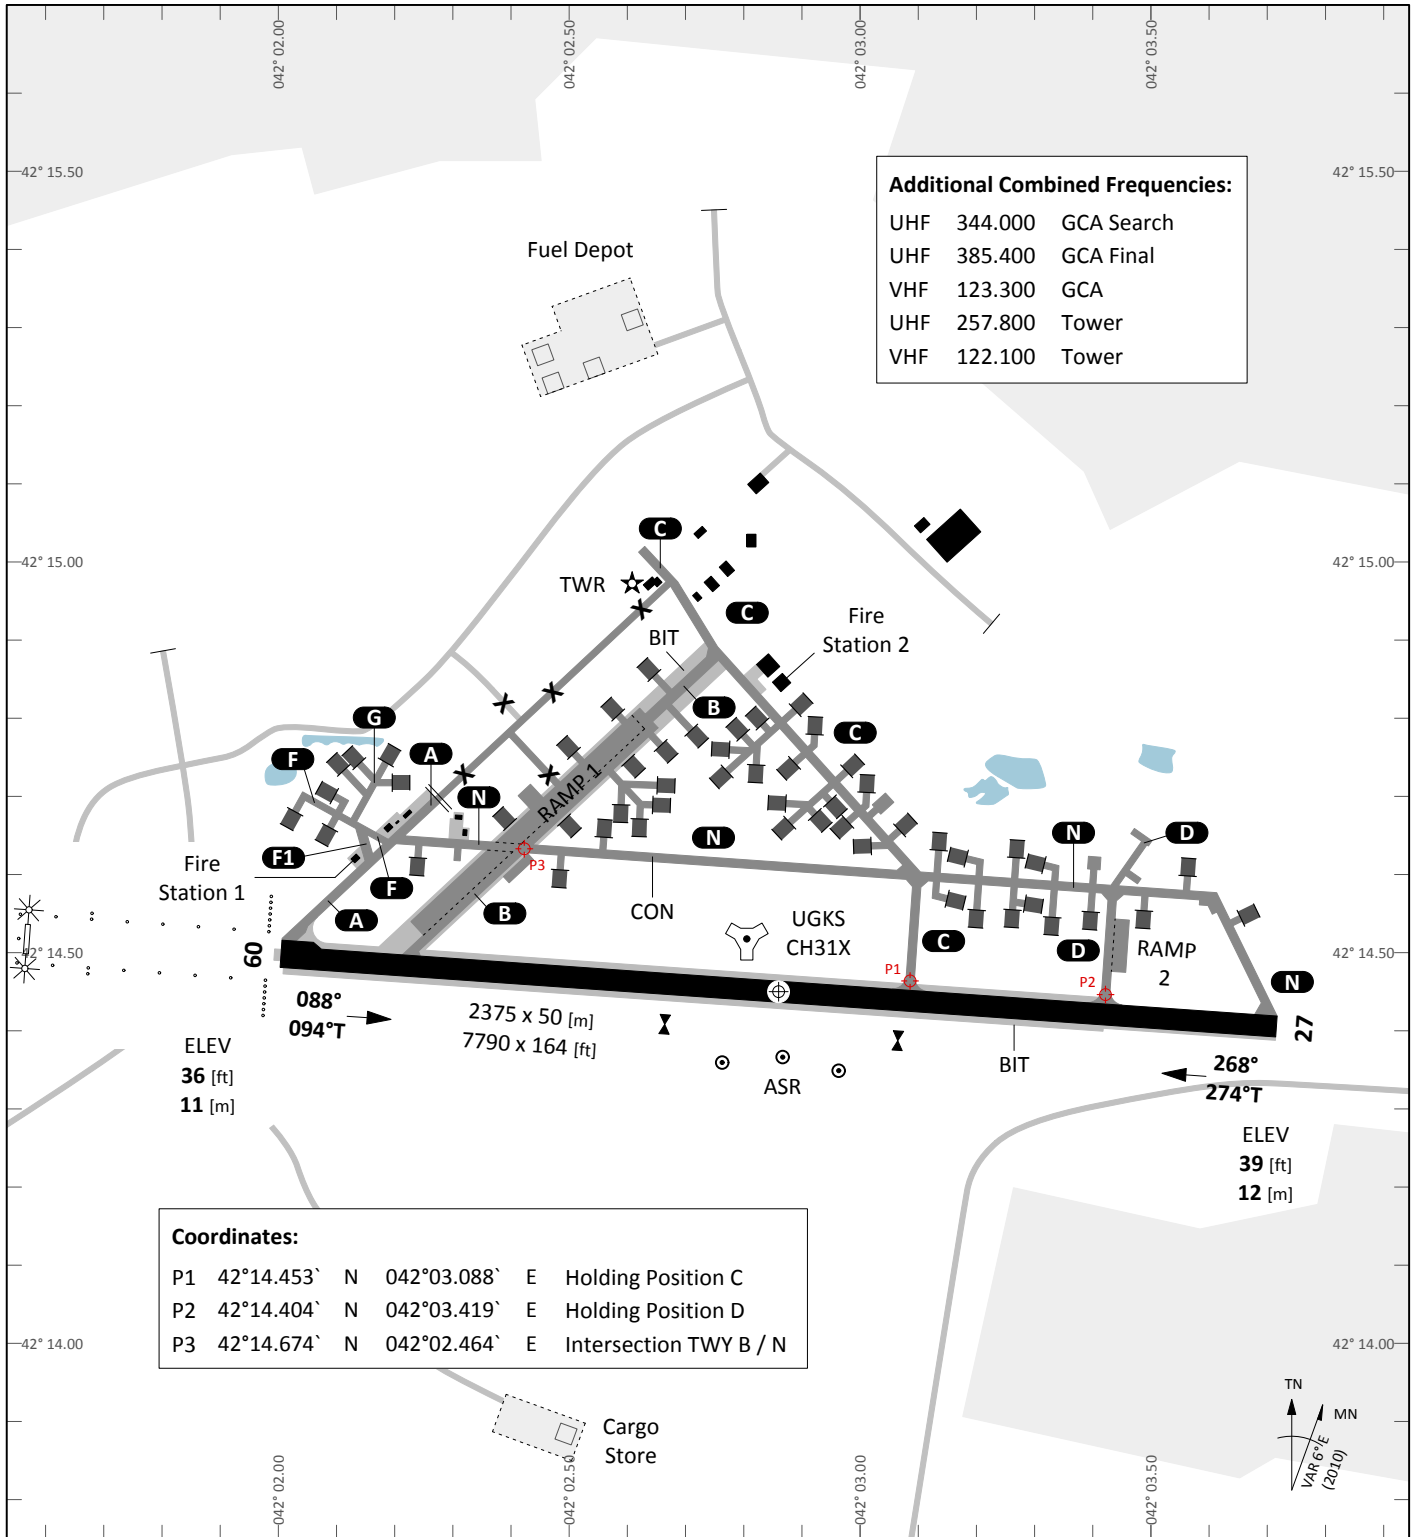 042° 02.00
042° 02.50
042° 03.00
042° 03.50
42° 15.50
42° 15.50
Additional Combined Frequencies:
UHF 344.000 GCA Search
UHF 385.400 GCA Final
VHF 123.300 GCA
UHF 257.800 Tower
VHF 122.100 Tower
Fuel Depot
42° 15.00
42° 15.00
C
TWR
C
Fire
Station 2
BIT
B
G
C
A
F
N
RAMP 1
N
N
D
F1
P3
Fire
Station 1
F
A
B
CON
UGKS
CH31X
C
D
RAMP
2
42° 14.50
42° 14.50
09
P1
P2
N
088°
094°T
2375 x 50 [m]
7790 x 164 [ft]
27
ELEV
36 [ft]
11 [m]
ASR
BIT
268°
274°T
ELEV
39 [ft]
12 [m]
Coordinates:
P1 42°14.453` N 042°03.088` E Holding Position C
P2 42°14.404` N 042°03.419` E Holding Position D
P3 42°14.674` N 042°02.464` E Intersection TWY B / N
42° 14.00
42° 14.00
Cargo
Store
TN
MN
VAR 6°/E
(2010)
042° 02.00
042° 02.50
042° 03.00
042° 03.50